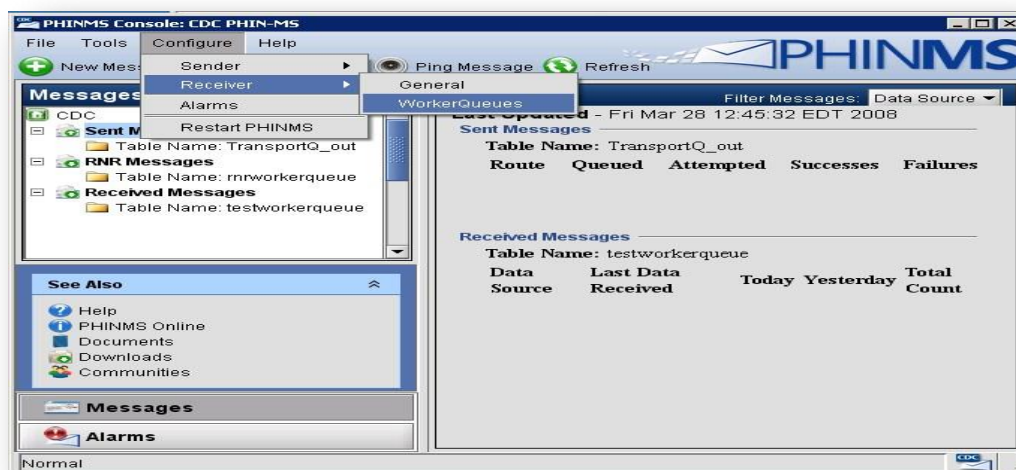 CDC PHINMS Console: CDC PHIN-MS
File Tools Configure Help
PHINMS
New Mes
Ping Message Refresh
Sender
Receiver
Alarms
Restart PHINMS
General
WorkerQueues
Messages
Filter Messages: Data Source
CDC
Sent M
Table Name: TransportQ_out
RNR Messages
Table Name: rnrworkerqueue
Received Messages
Table Name: testworkerqueue
See Also
Help
PHINMS Online
Documents
Downloads
Communities
Messages
Alarms
Last Updated - Fri Mar 28 12:45:32 EDT 2008
Sent Messages
Table Name: TransportQ_out
Route Queued Attempted Successes Failures
Received Messages
Table Name: testworkerqueue
Data Source Last Data Received Today Yesterday Total Count
Normal
CDC